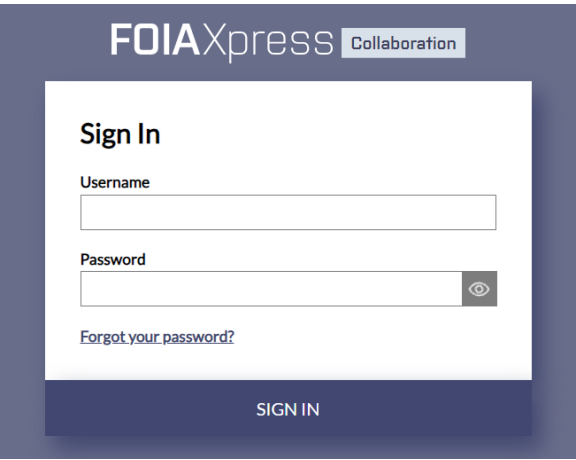 FOIAXpress Collaboration
Sign In
Username
Password
Forgot your password?
SIGN IN